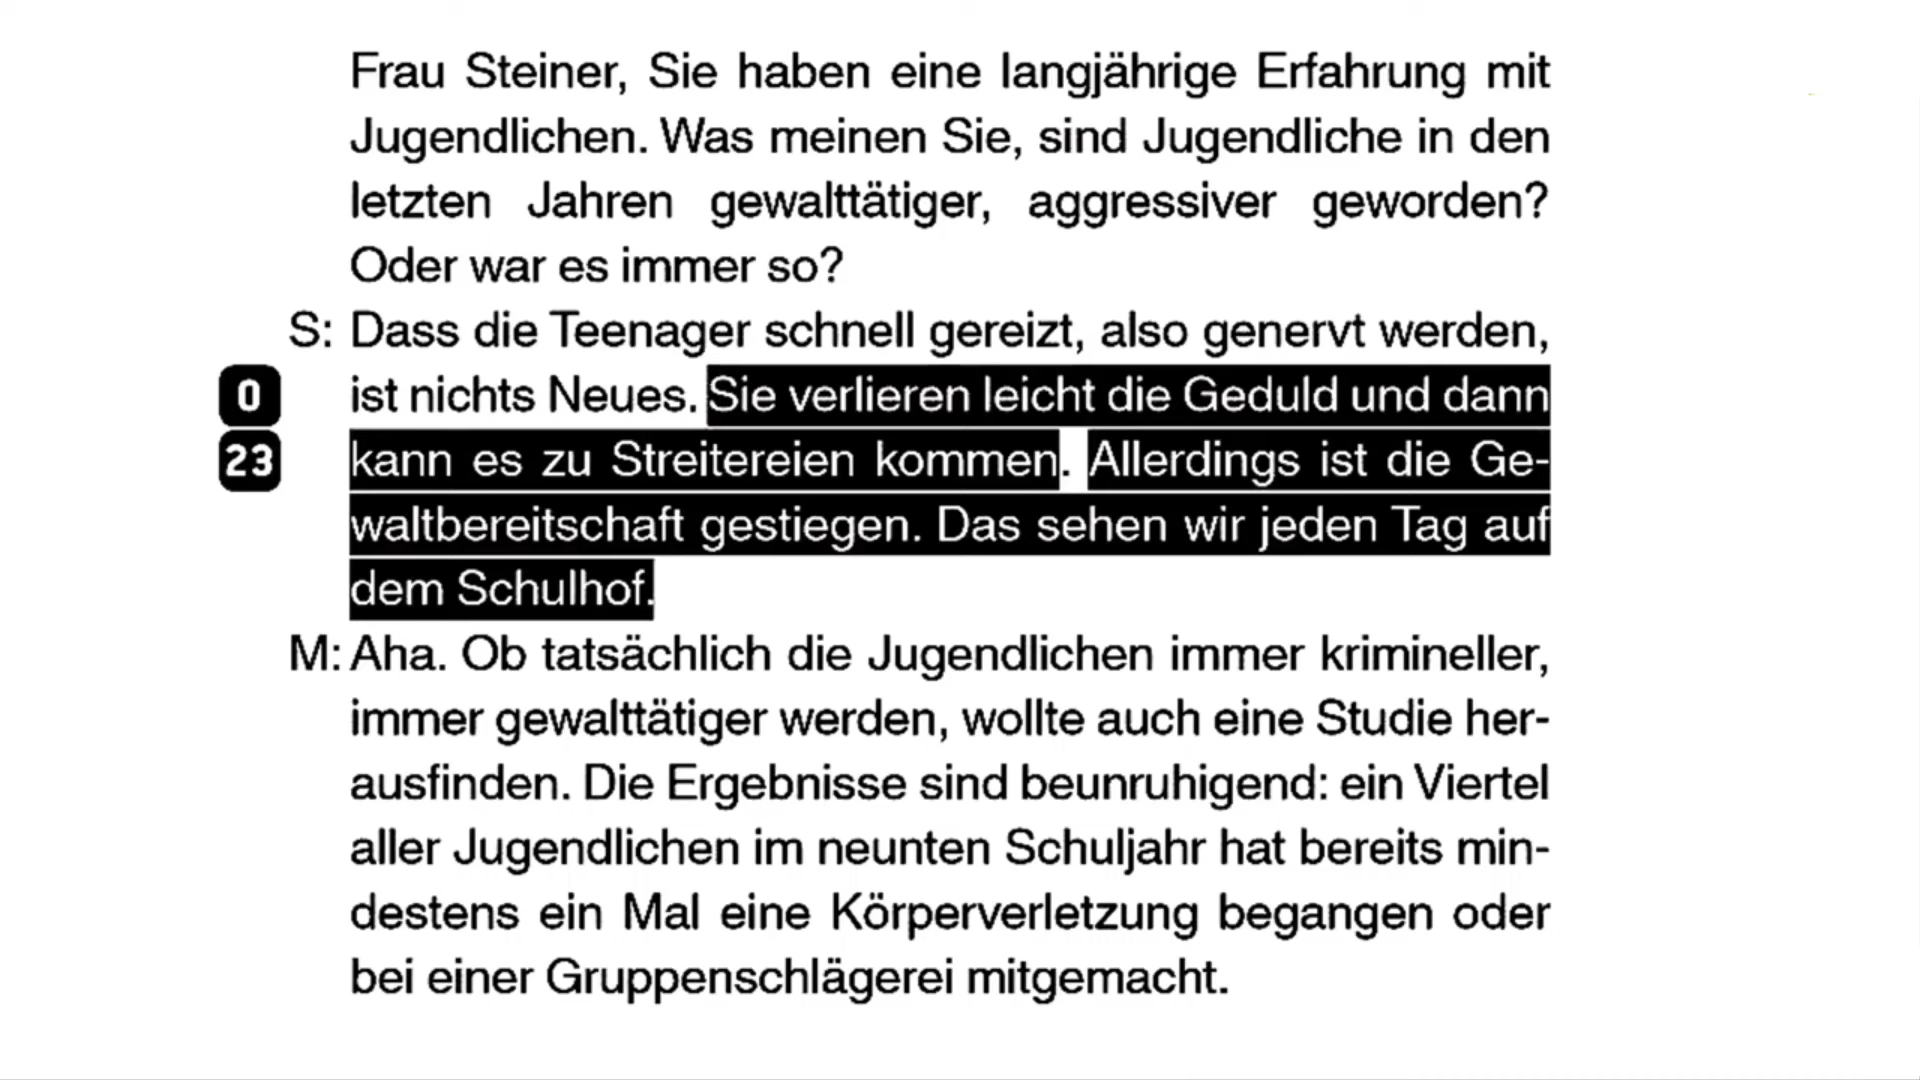 Frau Steiner, Sie haben eine langjährige Erfahrung mit
Jugendlichen. Was meinen Sie, sind Jugendliche in den
letzten Jahren gewalttätiger, aggressiver geworden?
Oder war es immer so?
S: Dass die Teenager schnell gereizt, also genervt werden,
0 ist nichts Neues. Sie verlieren leicht die Geduld und dann
23 kann es zu Streitereien kommen. Allerdings ist die Ge-
waltbereitschaft gestiegen. Das sehen wir jeden Tag auf
dem Schulhof.
M: Aha. Ob tatsächlich die Jugendlichen immer krimineller,
immer gewalttätiger werden, wollte auch eine Studie her-
ausfinden. Die Ergebnisse sind beunruhigend: ein Viertel
aller Jugendlichen im neunten Schuljahr hat bereits min-
destens ein Mal eine Körperverletzung begangen oder
bei einer Gruppenschlägerei mitgemacht.